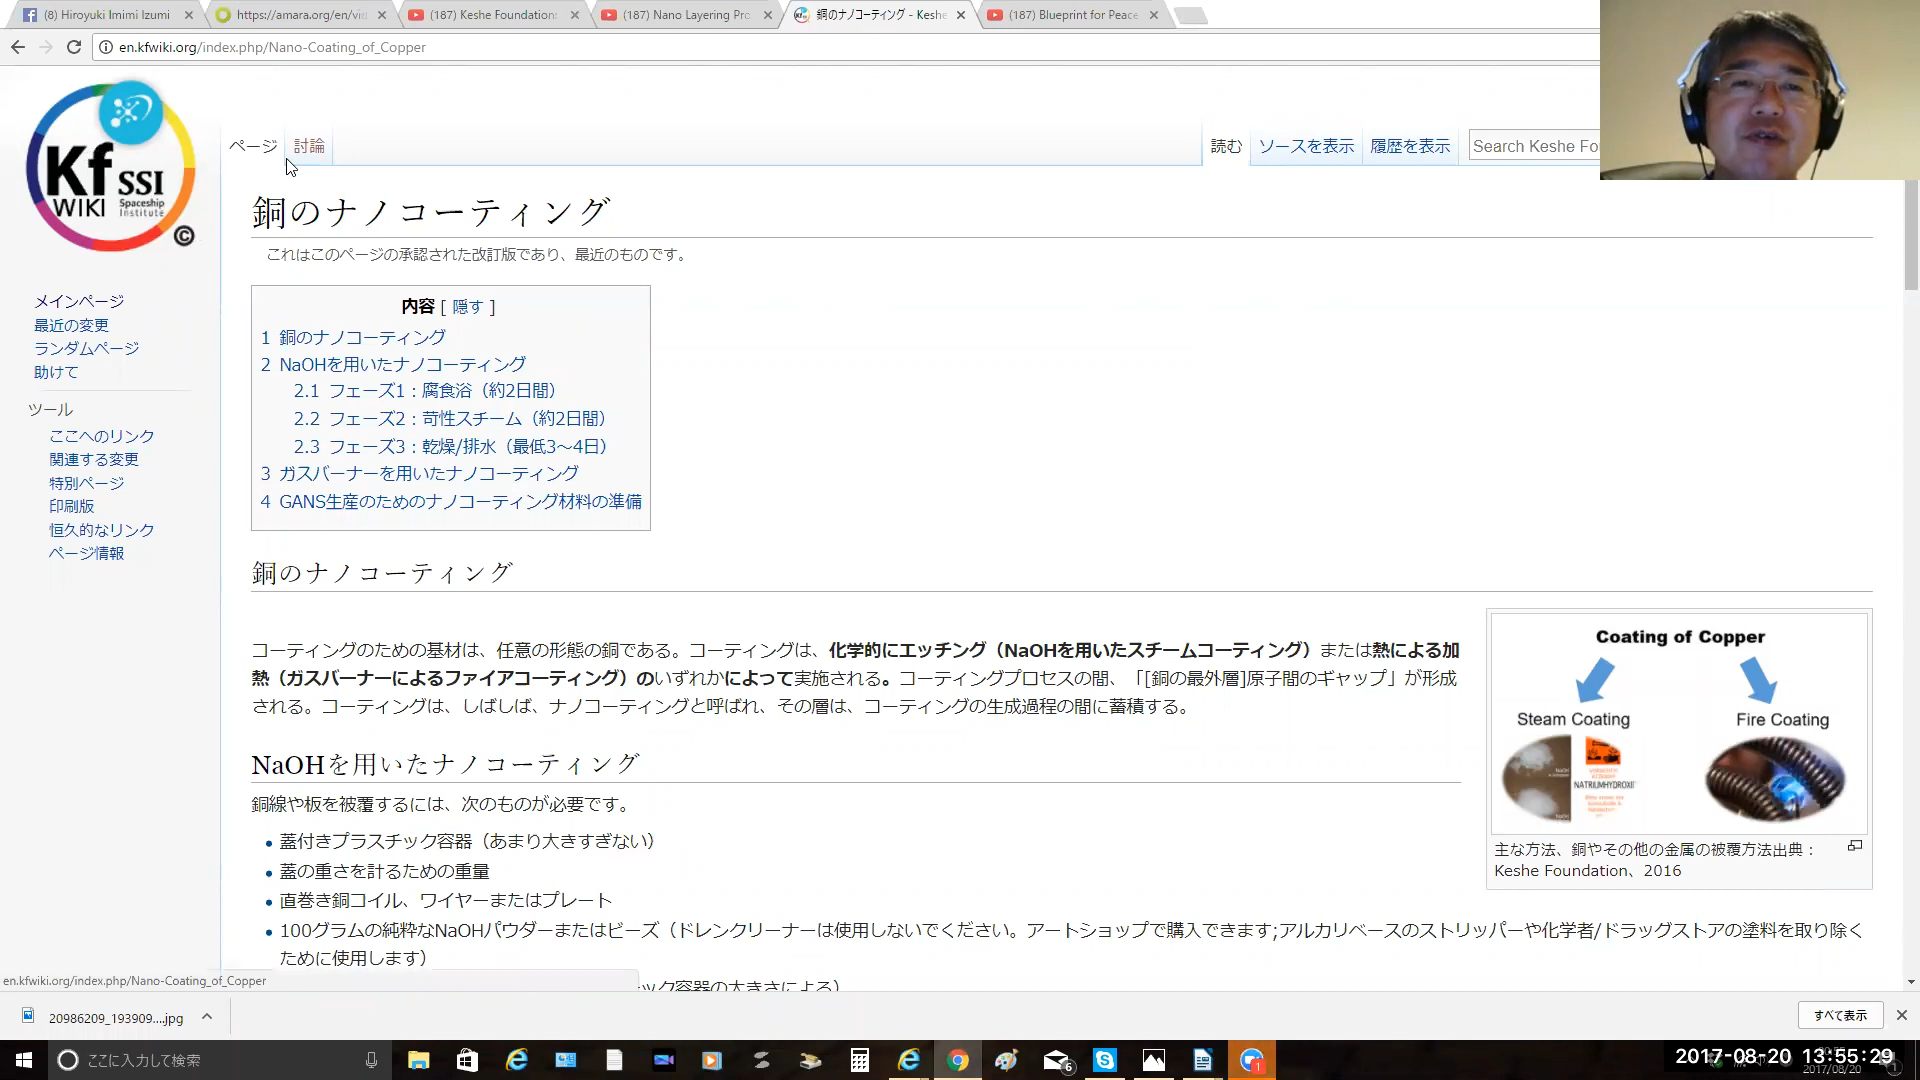 (8) Hiroyuki Imimi Izumi
https://amara.org/en/vid
(187) Keshe Foundation
(187) Nano Layering Pro
銅のナノコーティング - Keshe
(187) Blueprint for Peace
en.kfwiki.org/index.php/Nano-Coating_of_Copper
Kf SSI
WIKI Spaceship
Institute
©
ページ
討論
読む
ソースを表示
履歴を表示
Search Keshe Fo
銅のナノコーティング
これはこのページの承認された改訂版であり、最近のものです。
メインページ
最近の変更
ランダムページ
助けて
ツール
ここへのリンク
関連する変更
特別ページ
印刷版
恒久的なリンク
ページ情報
内容 [ 隠す ]
1 銅のナノコーティング
2 NaOHを用いたナノコーティング
2.1 フェーズ1：腐食浴（約2日間）
2.2 フェーズ2：苛性スチーム（約2日間）
2.3 フェーズ3：乾燥/排水（最低3〜4日）
3 ガスバーナーを用いたナノコーティング
4 GANS生産のためのナノコーティング材料の準備
銅のナノコーティング
コーティングのための基材は、任意の形態の銅である。コーティングは、化学的にエッチング（NaOHを用いたスチームコーティング）または熱による加
熱（ガスバーナーによるファイアコーティング）のいずれかによって実施される。コーティングプロセスの間、「[銅の最外層]原子間のギャップ」が形成
される。コーティングは、しばしば、ナノコーティングと呼ばれ、その層は、コーティングの生成過程の間に蓄積する。
Coating of Copper
Steam Coating
Fire Coating
NATRIUMHYDROXID
主な方法、銅やその他の金属の被覆方法出典：
Keshe Foundation、2016
NaOHを用いたナノコーティング
銅線や板を被覆するには、次のものが必要です。
蓋付きプラスチック容器（あまり大きすぎない）
蓋の重さを計るための重量
直巻き銅コイル、ワイヤーまたはプレート
100グラムの純粋なNaOHパウダーまたはビーズ（ドレンクリーナーは使用しないでください。アートショップで購入できます;アルカリベースのストリッパーや化学者/ドラッグストアの塗料を取り除く
ために使用します）
ック容器の大きさによる）
en.kfwiki.org/index.php/Nano-Coating_of_Copper
20986209_193909....jpg
すべて表示
ここに入力して検索
6
1
2017-08-20 13:55:29
2017/08/20